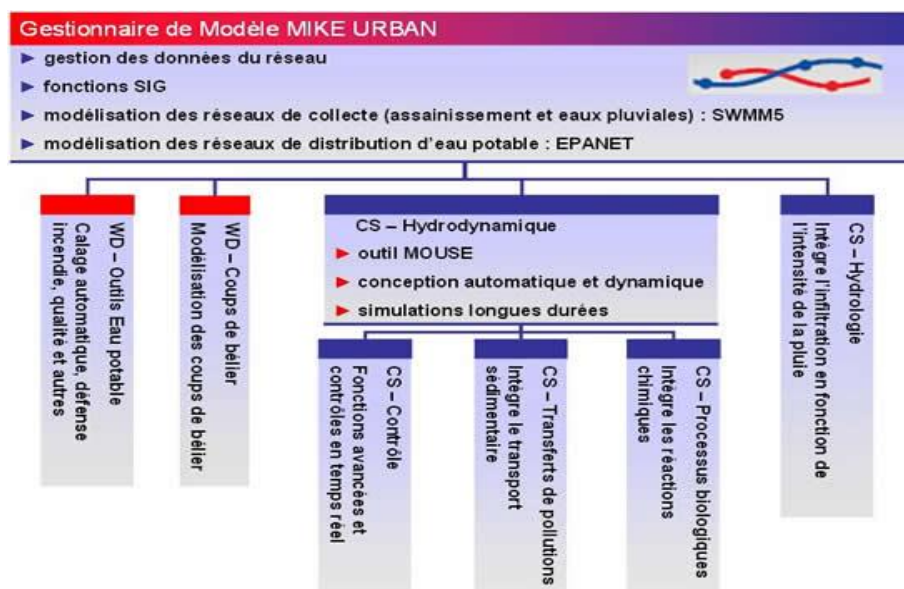 Gestionnaire de Modèle MIKE URBAN
► gestion des données du réseau
► fonctions SIG
► modélisation des réseaux de collecte (assainissement et eaux pluviales) : SWMM5
► modélisation des réseaux de distribution d'eau potable : EPANET
WD – Outils Eau potable
Calage automatique, défense
incendie, qualité et autres
WD – Coups de bélier
Modélisation des coups de bélier
CS – Hydrodynamique
► outil MOUSE
► conception automatique et dynamique
► simulations longues durées
CS – Contrôle
Fonctions avancées et
contrôles en temps réel
CS – Transferts de pollutions
Intègre le transport
sédimentaire
CS – Processus biologiques
Intègre les réactions
chimiques
CS – Hydrologie
Intègre l'infiltration en fonction de
l'intensité de la pluie